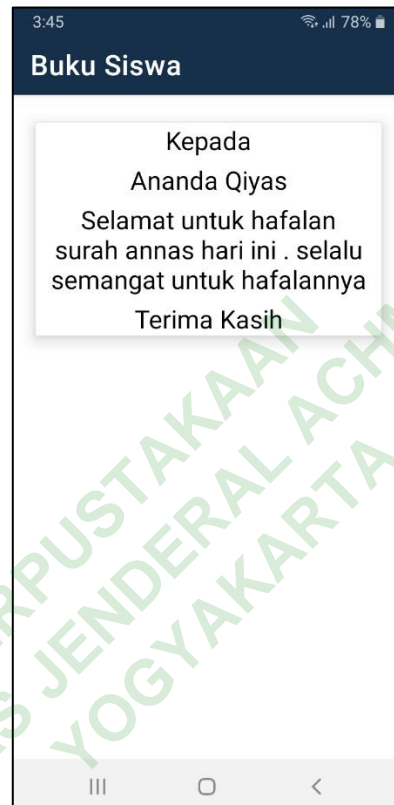 3:45 78%
Buku Siswa
Kepada
Ananda Qiyas
Selamat untuk hafalan
surah annas hari ini . selalu
semangat untuk hafalannya
Terima Kasih
PUSTAKAAN
JENDERAL ACH
YOGYAKARTA